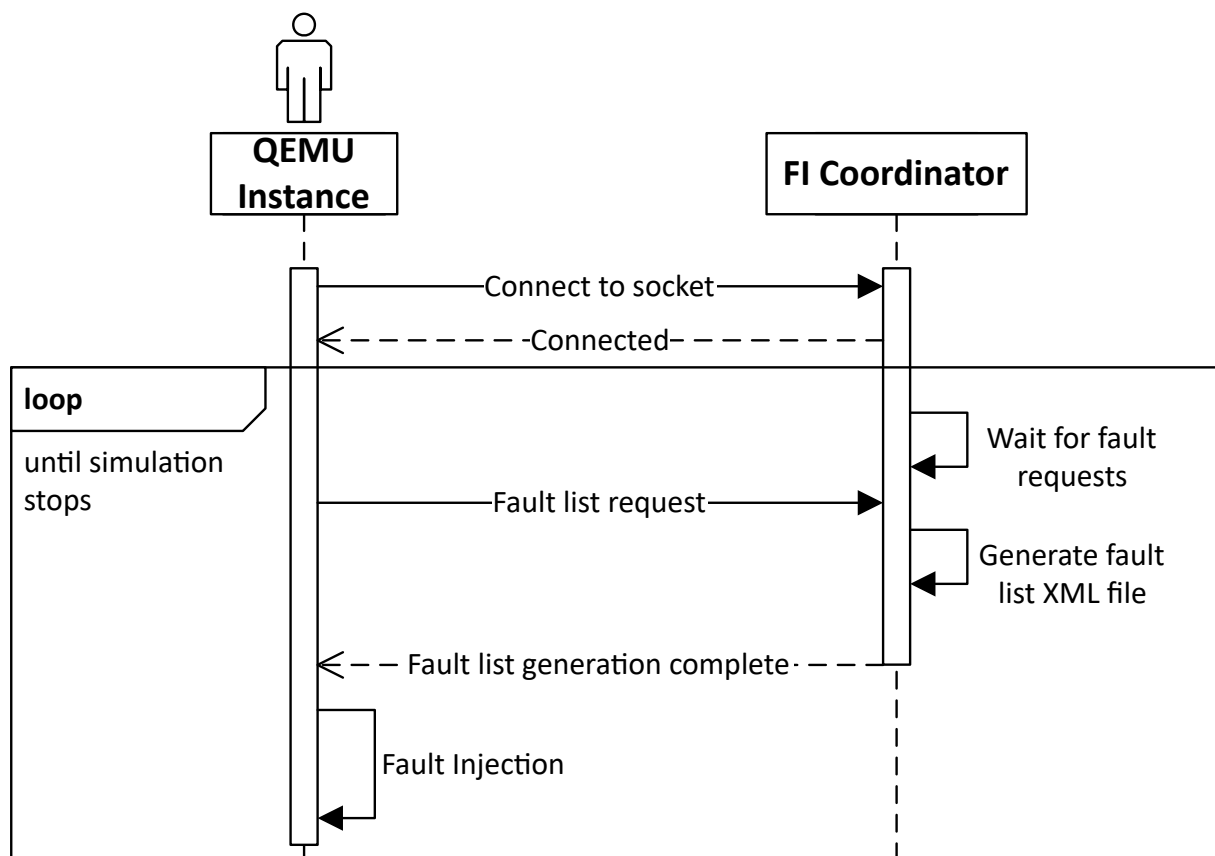 QEMU
Instance
FI Coordinator
Connect to socket
Connected
loop
until simulation
stops
Wait for fault
requests
Fault list request
Generate fault
list XML file
Fault list generation complete
Fault Injection